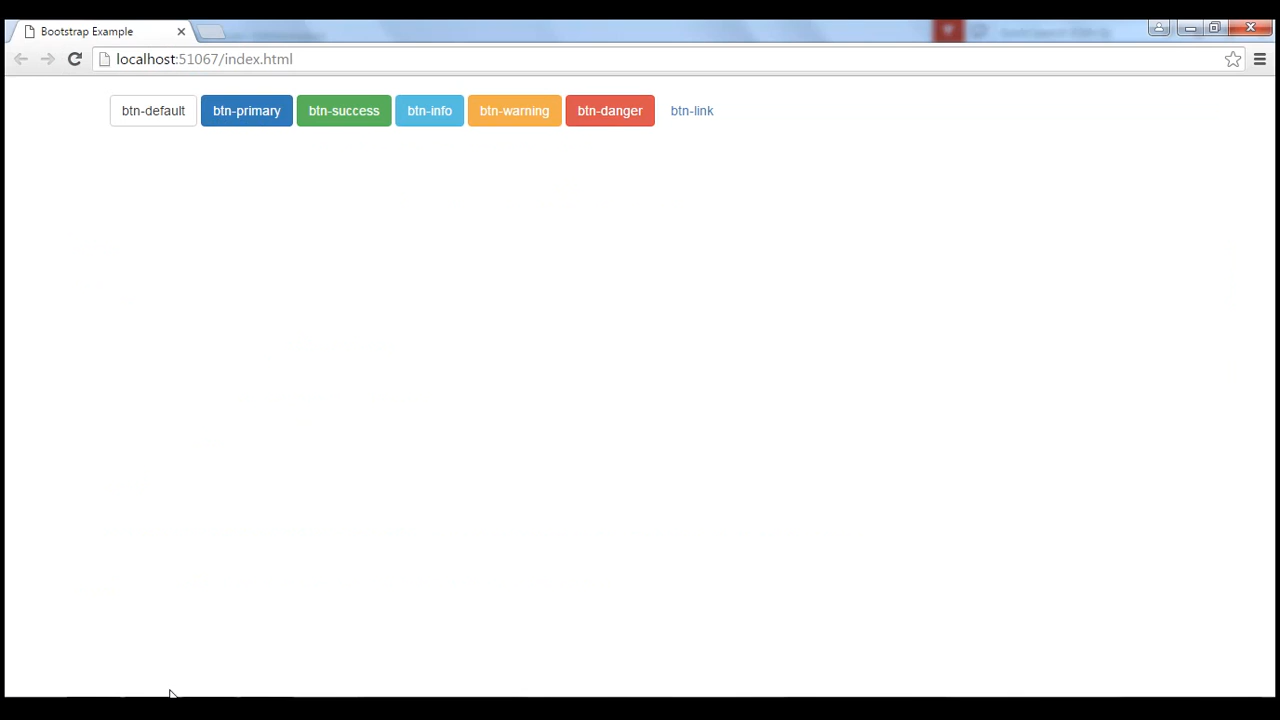 Bootstrap Example
localhost:51067/index.html
btn-default btn-primary btn-success btn-info btn-warning btn-danger btn-link